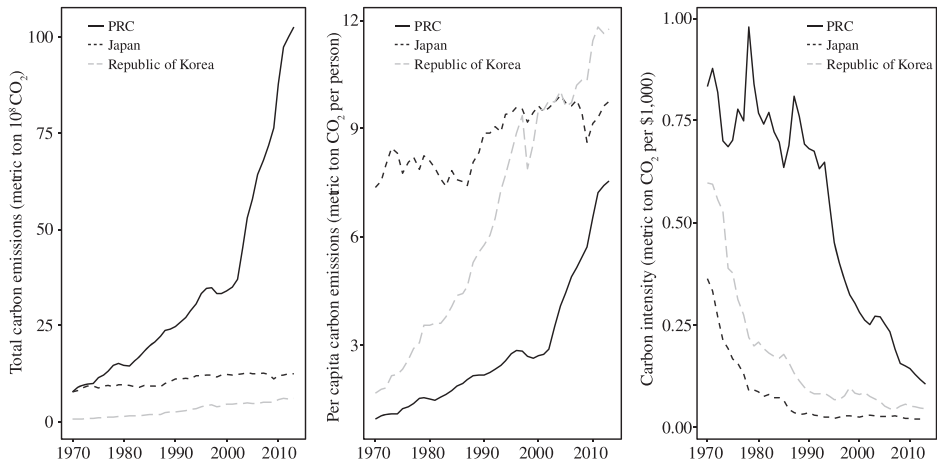 Total carbon emissions (metric ton 10⁸ CO₂)
PRC
Japan
Republic of Korea
100
75
50
25
0
1970 1980 1990 2000 2010
Per capita carbon emissions (metric ton CO₂ per person)
PRC
Japan
Republic of Korea
12
9
6
3
1970 1980 1990 2000 2010
Carbon intensity (metric ton CO₂ per $1,000)
PRC
Japan
Republic of Korea
1.00
0.75
0.50
0.25
0.00
1970 1980 1990 2000 2010